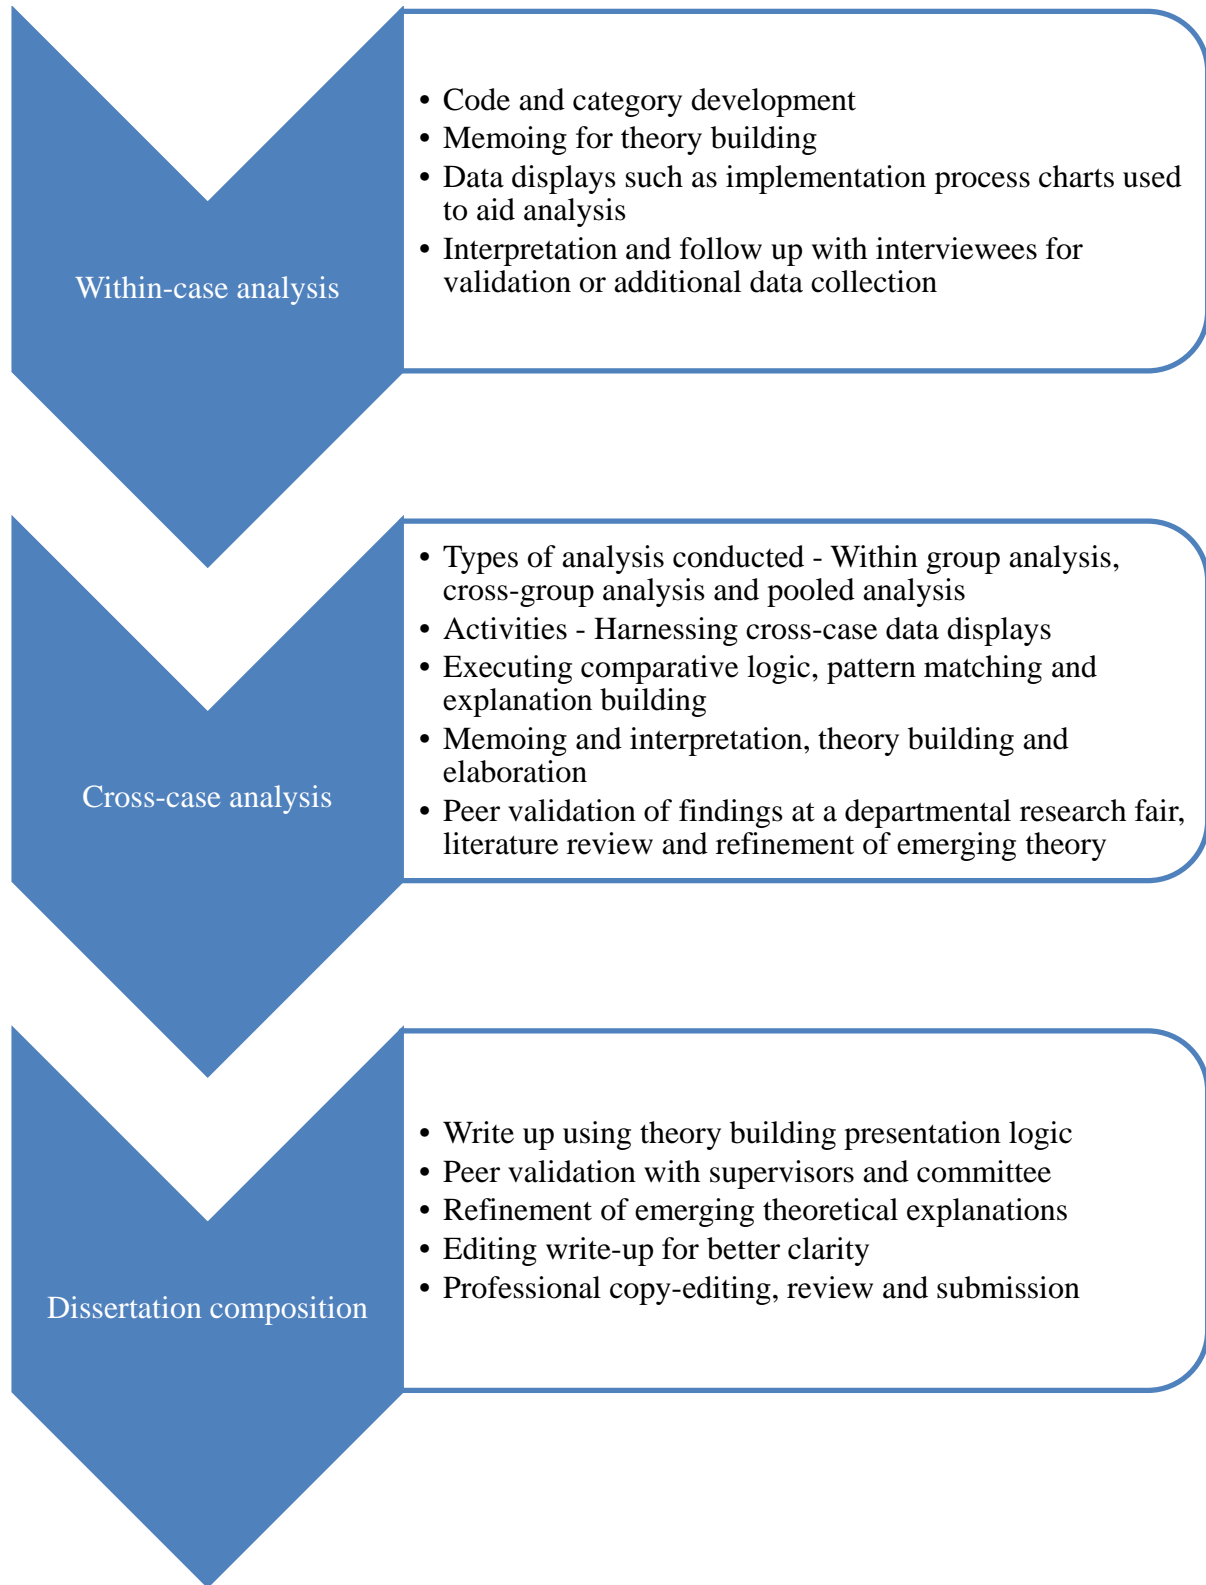 Within-case analysis
• Code and category development
• Memoing for theory building
• Data displays such as implementation process charts used
to aid analysis
• Interpretation and follow up with interviewees for
validation or additional data collection
Cross-case analysis
• Types of analysis conducted - Within group analysis,
cross-group analysis and pooled analysis
• Activities - Harnessing cross-case data displays
• Executing comparative logic, pattern matching and
explanation building
• Memoing and interpretation, theory building and
elaboration
• Peer validation of findings at a departmental research fair,
literature review and refinement of emerging theory
Dissertation composition
• Write up using theory building presentation logic
• Peer validation with supervisors and committee
• Refinement of emerging theoretical explanations
• Editing write-up for better clarity
• Professional copy-editing, review and submission